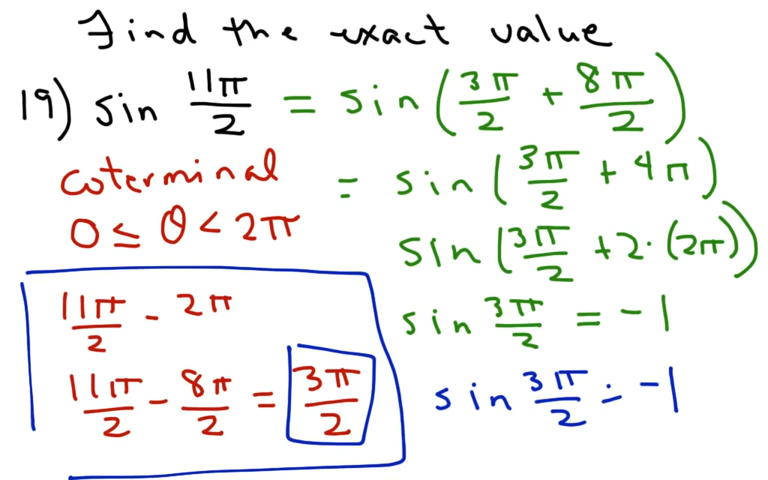 Find the exact value
19) sin 11π/2 = sin(3π/2 + 8π/2)
= sin(3π/2 + 4π)
sin(3π/2 + 2·(2π))
sin 3π/2 = -1
sin 3π/2 = -1
coterminal
0 ≤ θ < 2π
11π/2 - 2π
11π/2 - 8π/2 = 3π/2